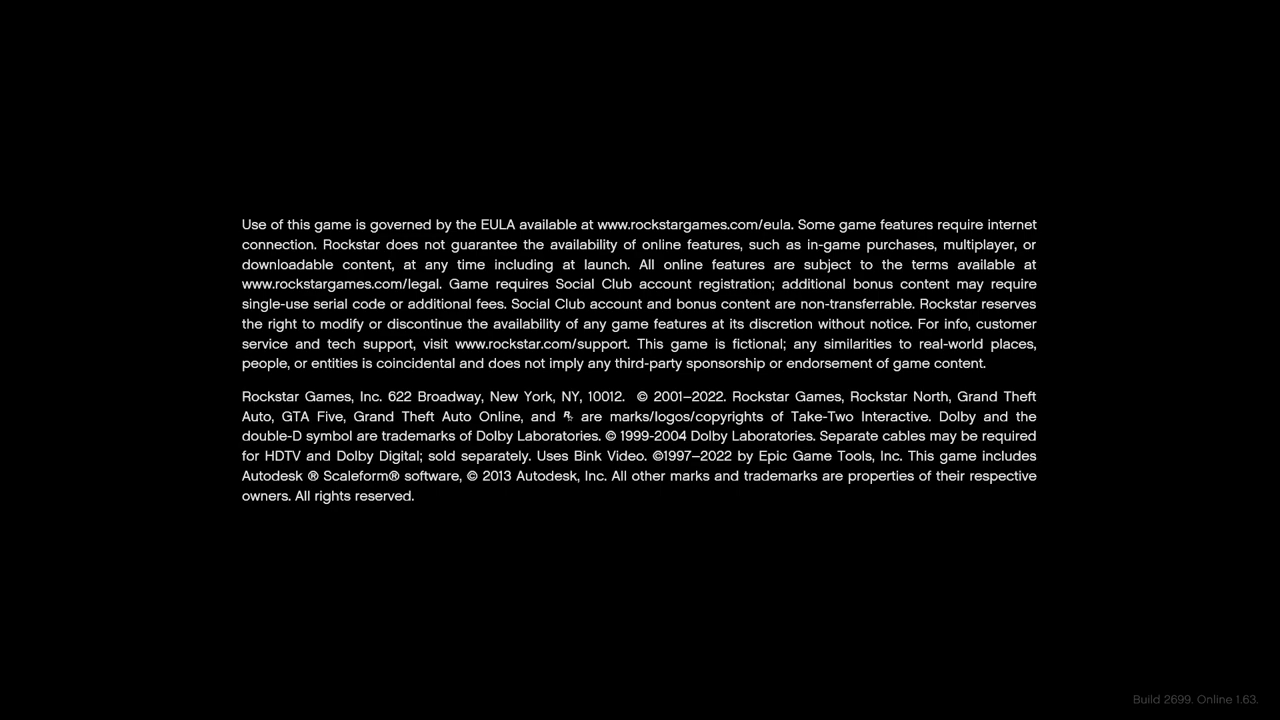 Use of this game is governed by the EULA available at www.rockstargames.com/eula. Some game features require internet
connection. Rockstar does not guarantee the availability of online features, such as in-game purchases, multiplayer, or
downloadable content, at any time including at launch. All online features are subject to the terms available at
www.rockstargames.com/legal. Game requires Social Club account registration; additional bonus content may require
single-use serial code or additional fees. Social Club account and bonus content are non-transferrable. Rockstar reserves
the right to modify or discontinue the availability of any game features at its discretion without notice. For info, customer
service and tech support, visit www.rockstar.com/support. This game is fictional; any similarities to real-world places,
people, or entities is coincidental and does not imply any third-party sponsorship or endorsement of game content.
Rockstar Games, Inc. 622 Broadway, New York, NY, 10012. © 2001–2022. Rockstar Games, Rockstar North, Grand Theft
Auto, GTA Five, Grand Theft Auto Online, and R* are marks/logos/copyrights of Take-Two Interactive. Dolby and the
double-D symbol are trademarks of Dolby Laboratories. © 1999-2004 Dolby Laboratories. Separate cables may be required
for HDTV and Dolby Digital; sold separately. Uses Bink Video. ©1997–2022 by Epic Game Tools, Inc. This game includes
Autodesk ® Scaleform® software, © 2013 Autodesk, Inc. All other marks and trademarks are properties of their respective
owners. All rights reserved.
Build 2699. Online 1.63.